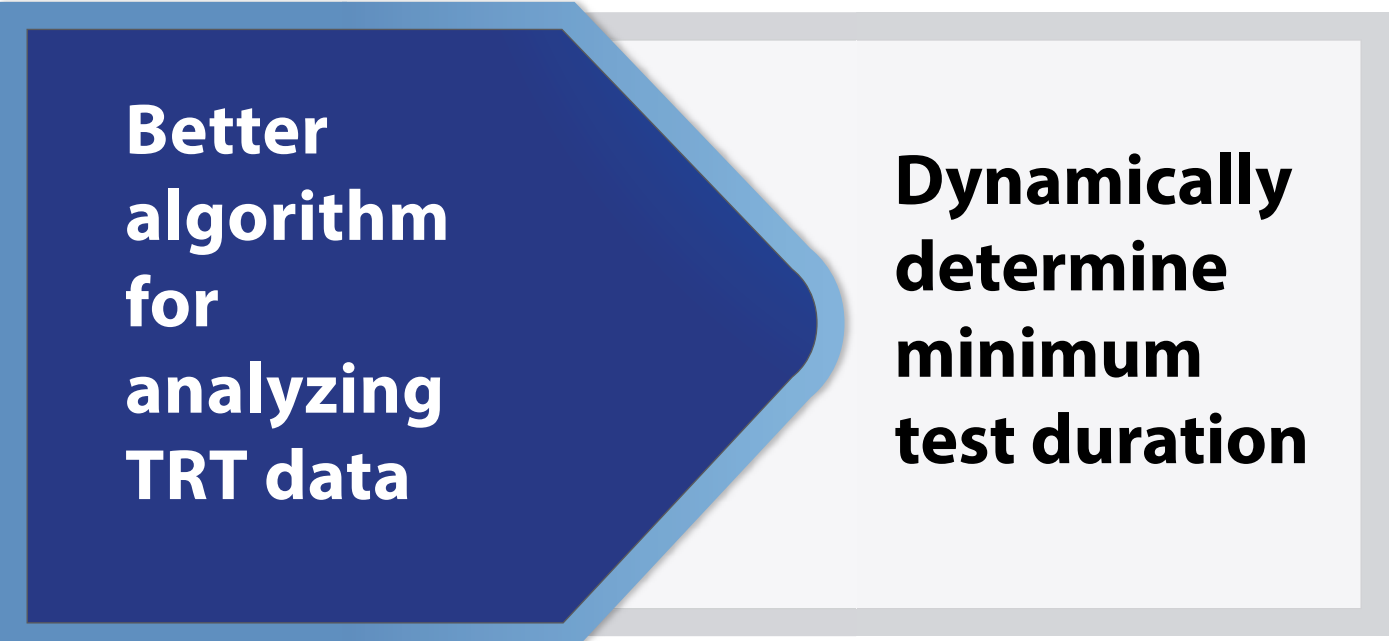 Better
algorithm
for
analyzing
TRT data
Dynamically
determine
minimum
test duration